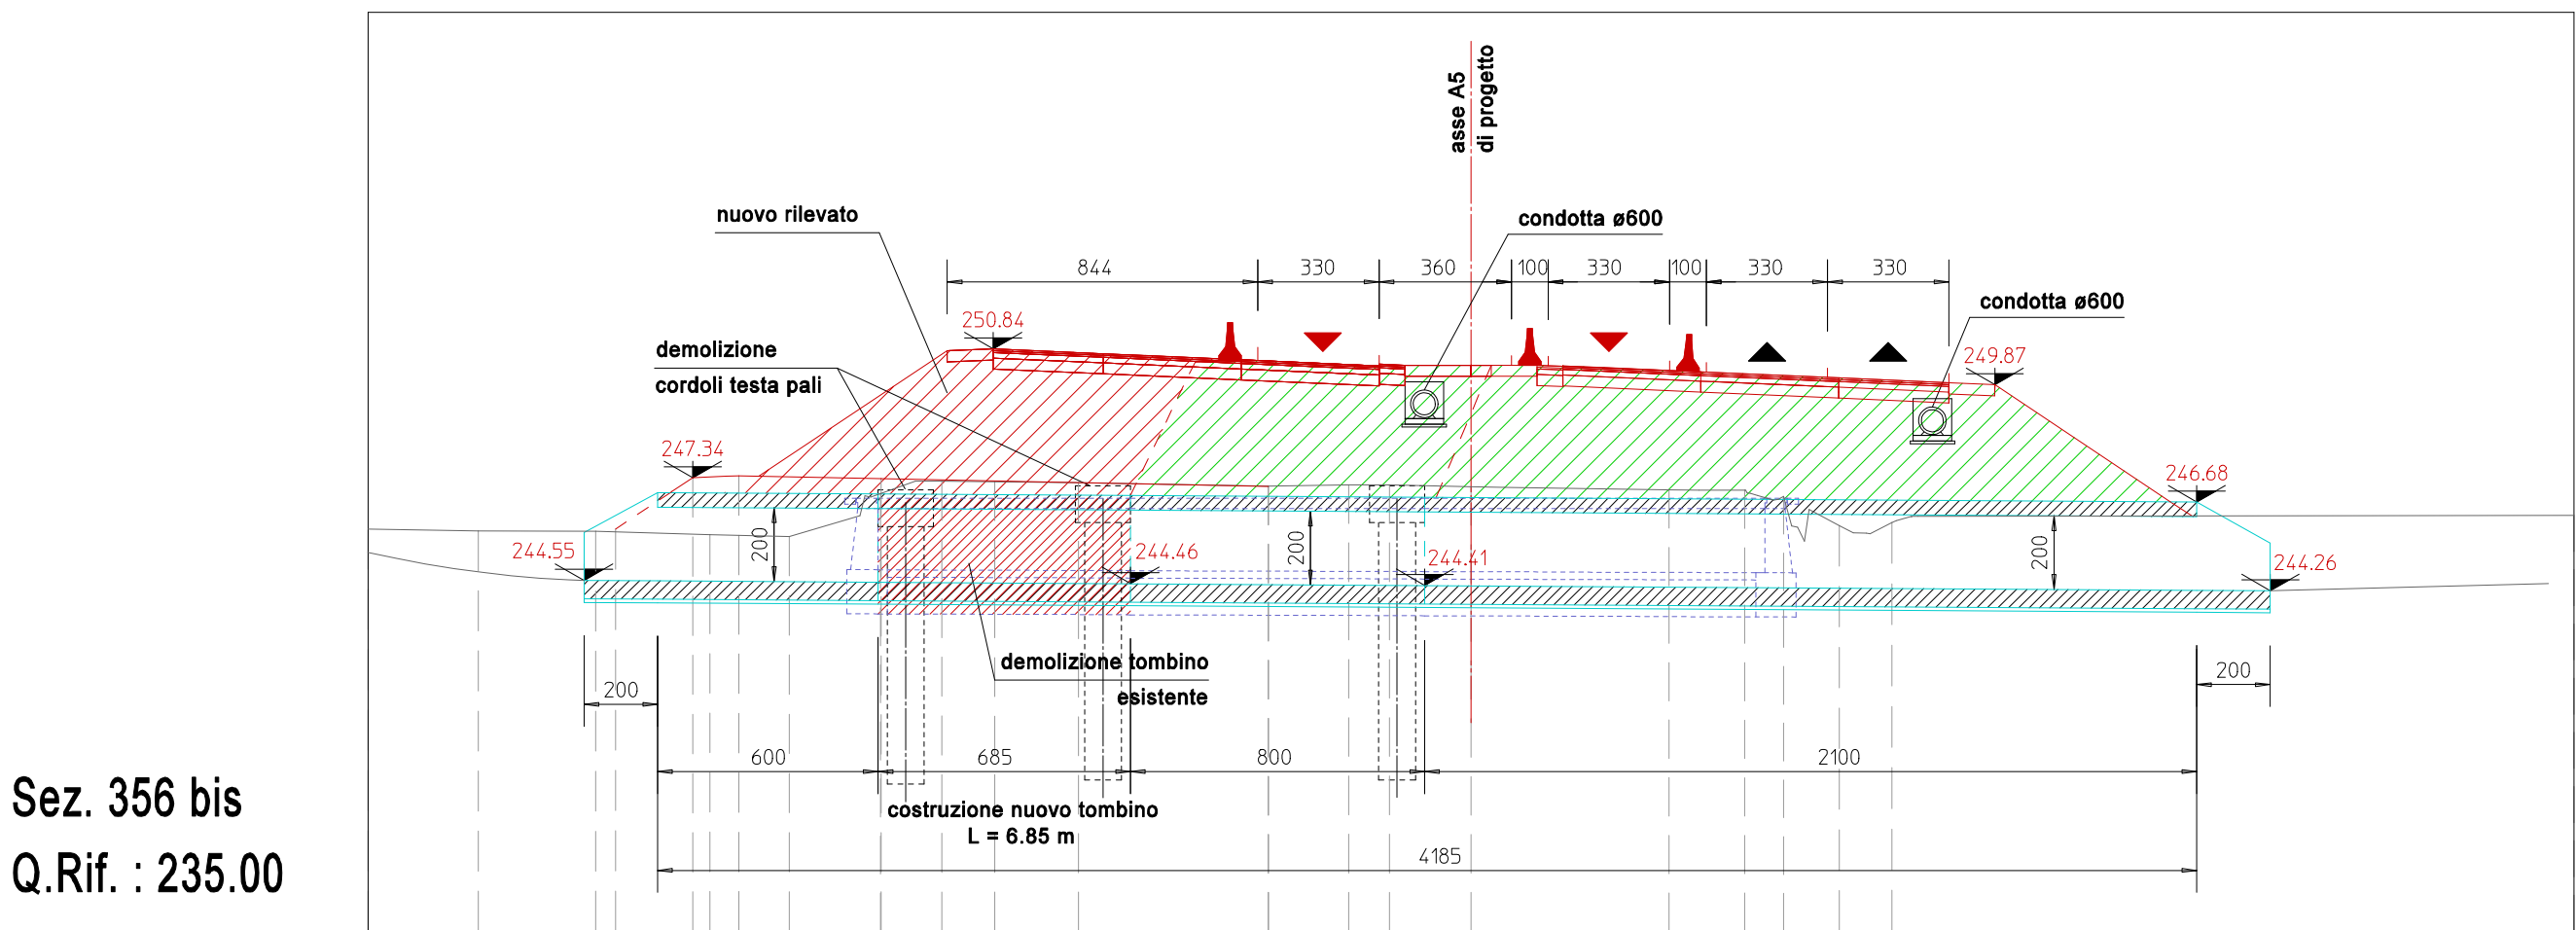 asse A5
di progetto
nuovo rilevato
condotta ø600
844
330
360
100
330
100
330
330
condotta ø600
250.84
demolizione
cordoli testa pali
249.87
247.34
246.68
200
200
200
244.55
244.46
244.41
244.26
demolizione tombino
esistente
200
200
600
685
800
2100
costruzione nuovo tombino
L = 6.85 m
4185
Sez. 356 bis
Q.Rif. : 235.00